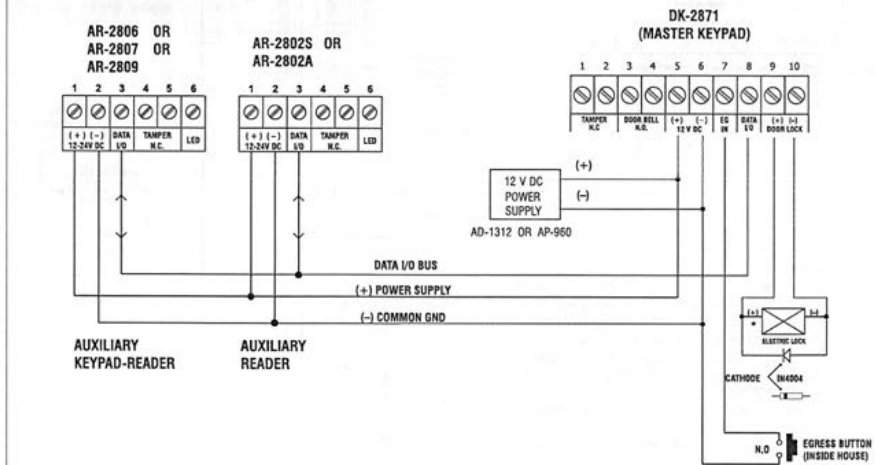 DK-2871
(MASTER KEYPAD)
AR-2806 OR
AR-2807 OR
AR-2809
AR-2802S OR
AR-2802A
1 2 3 4 5 6
(+) (-) DATA TAMPER LED
12-24V DC I/O N.C.
1 2 3 4 5 6
(+) (-) DATA TAMPER LED
12-24V DC I/O N.C.
1 2 3 4 5 6 7 8 9 10
TAMPER DOOR BELL (+) (-) EG DATA (+) (-)
N.C N.O. 12 V DC IN I/O DOOR LOCK
12 V DC
POWER
SUPPLY
(+)
(-)
AD-1312 OR AP-960
DATA I/O BUS
(+) POWER SUPPLY
(-) COMMON GND
AUXILIARY
KEYPAD-READER
AUXILIARY
READER
(+) (-)
*
ELECTRIC LOCK
CATHODE IN4004
N.O
EGRESS BUTTON
(INSIDE HOUSE)